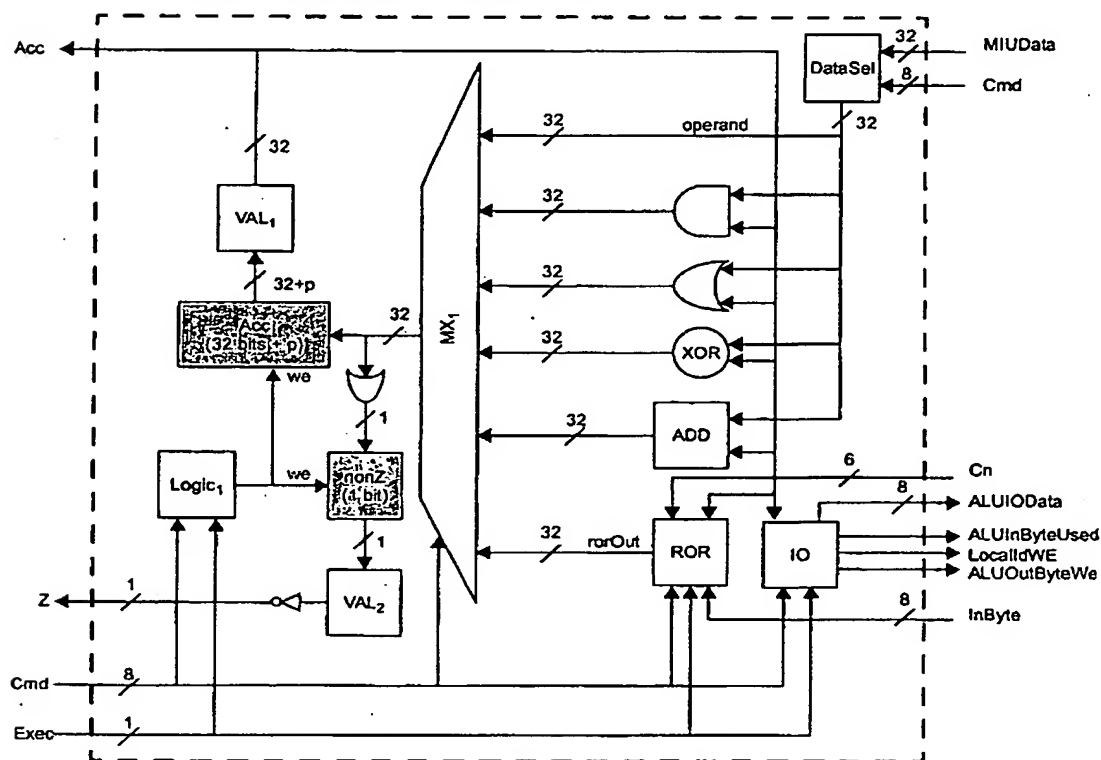 Acc
32
MIUData
DataSel
8
Cmd
32
32
operand
32
VAL1
32
32+p
32
Acc
(32 bits + p)
32
MX1
32
XOR
we
1
32
ADD
Logic1
we
nonZ
(1 bit)
6
Cn
8
ALUIOData
1
32
rorOut
ROR
IO
ALUInByteUsed
LocalIdWE
ALUOutByteWe
Z
1
VAL2
8
InByte
Cmd
8
Exec
1